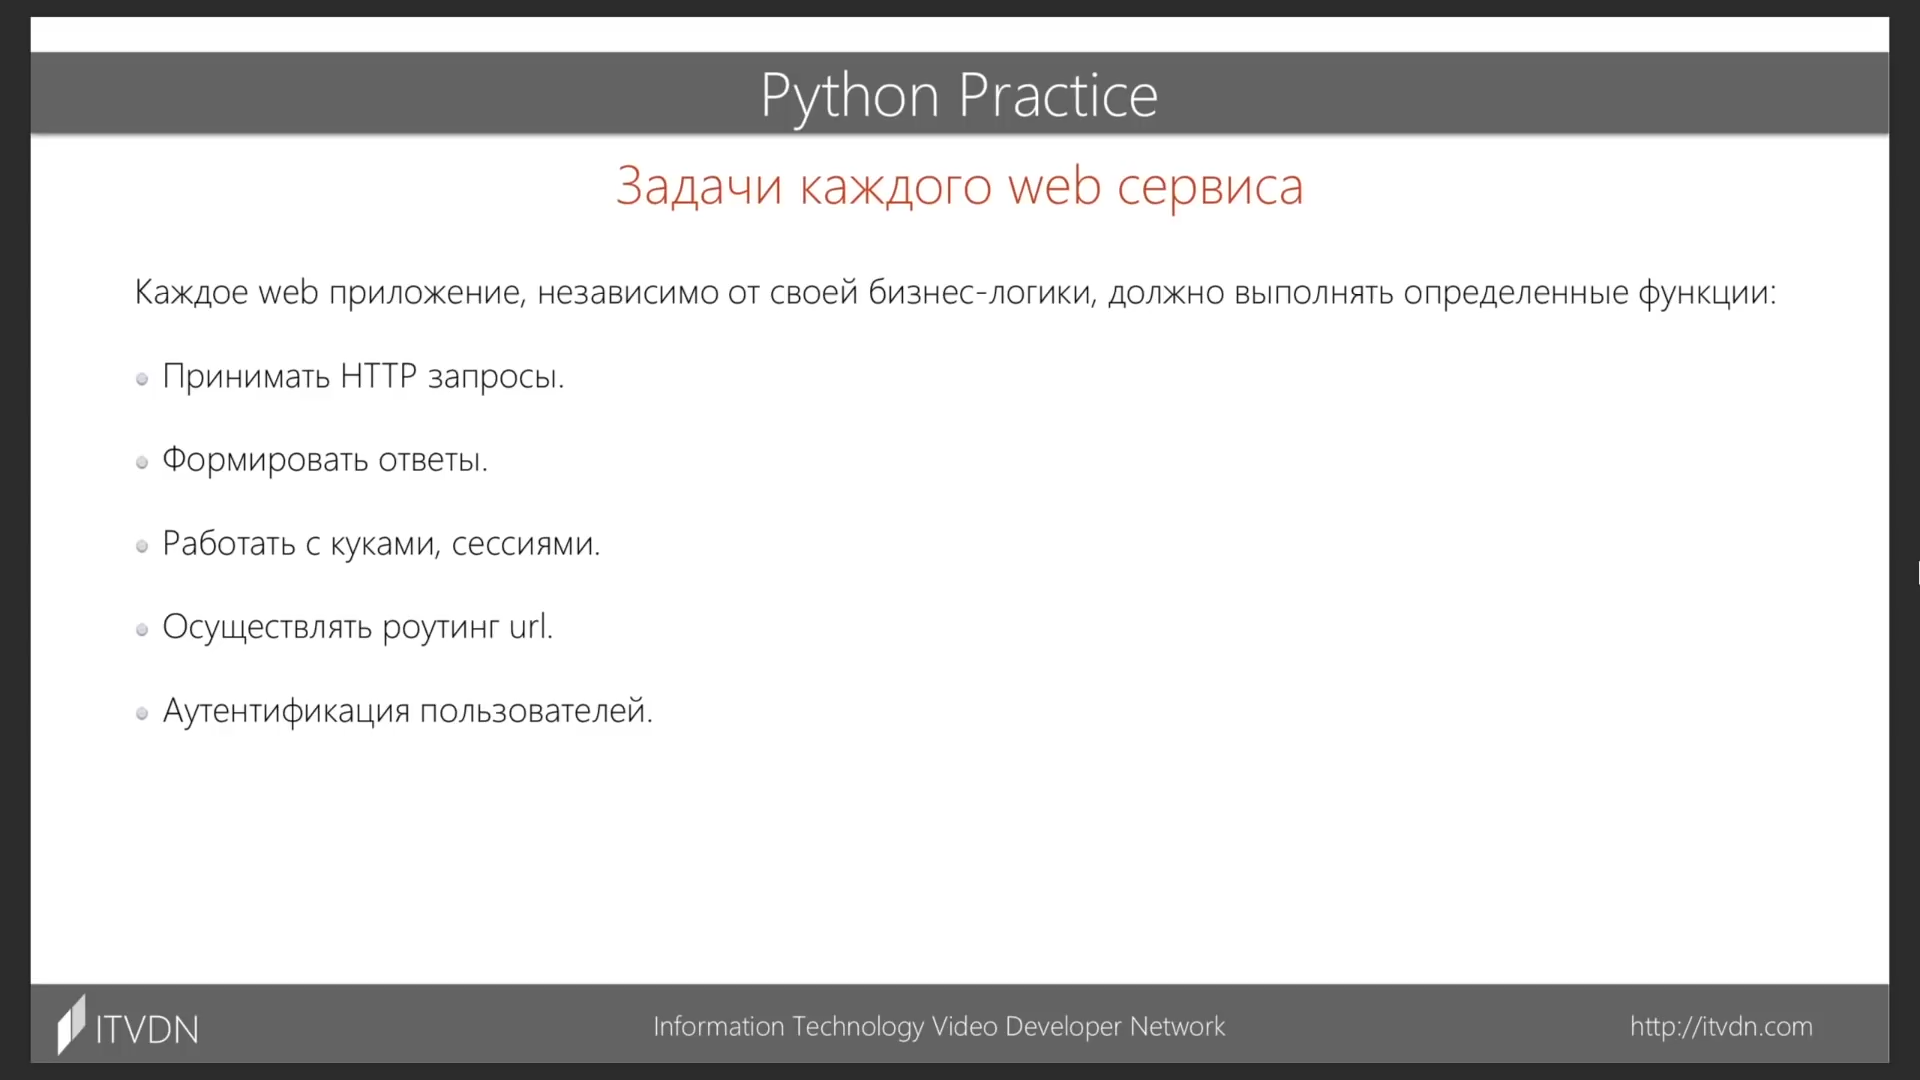 Python Practice
Задачи каждого web сервиса
Каждое web приложение, независимо от своей бизнес-логики, должно выполнять определенные функции:
Принимать HTTP запросы.
Формировать ответы.
Работать с куками, сессиями.
Осуществлять роутинг url.
Аутентификация пользователей.
ITVDN
Information Technology Video Developer Network
http://itvdn.com